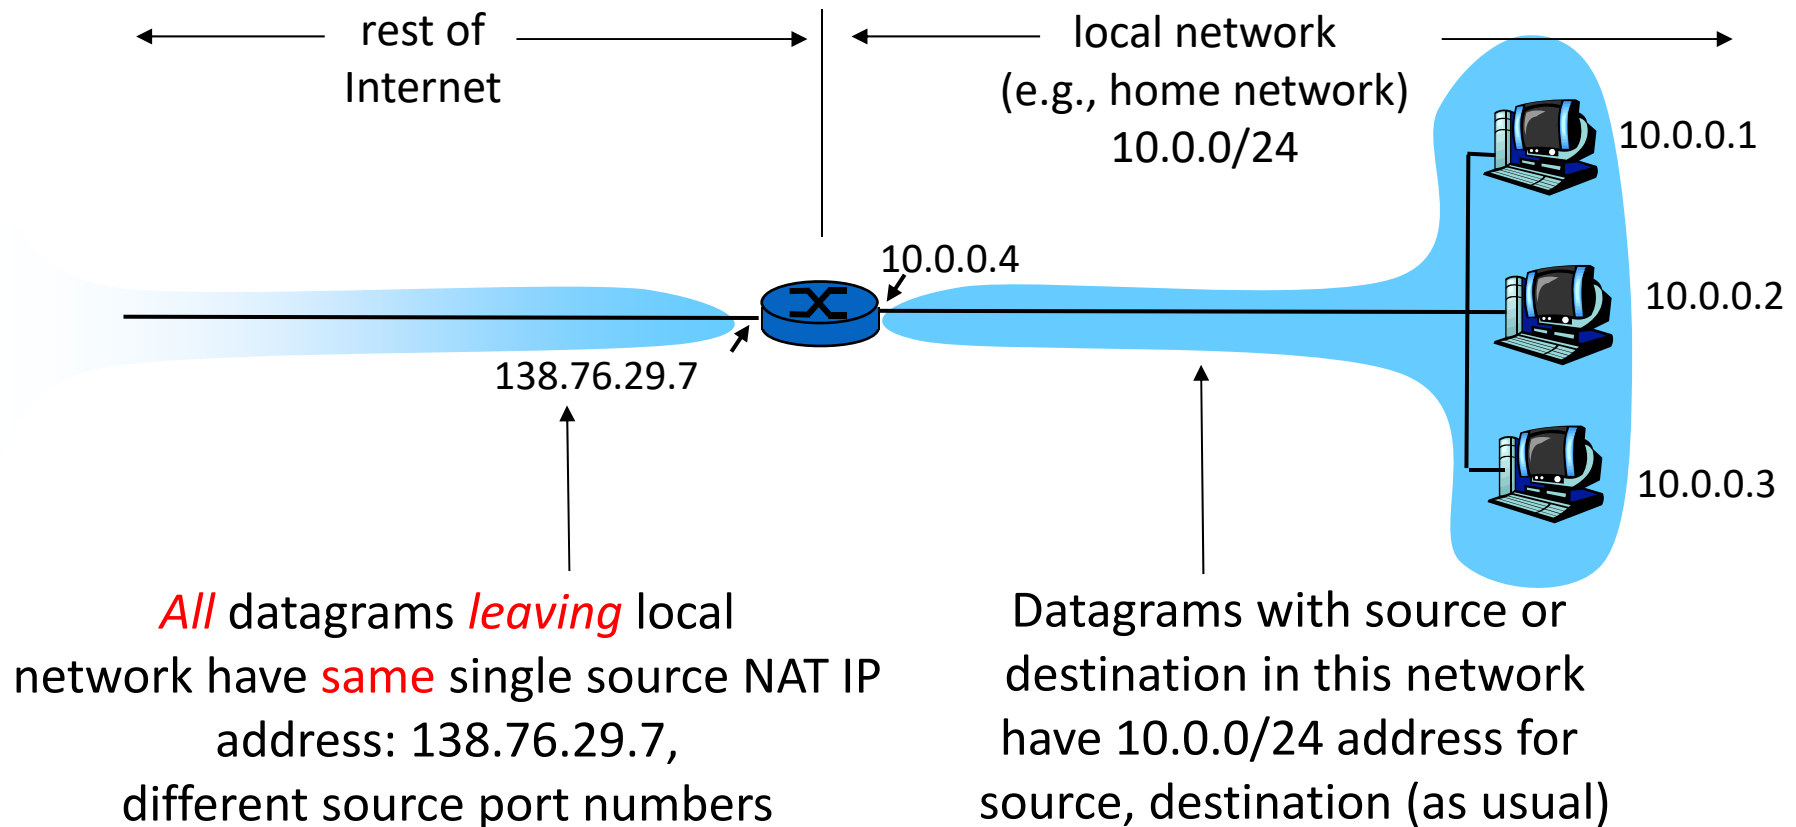 rest of
Internet
local network
(e.g., home network)
10.0.0/24
10.0.0.1
10.0.0.4
10.0.0.2
138.76.29.7
10.0.0.3
All datagrams leaving local
network have same single source NAT IP
address: 138.76.29.7,
different source port numbers
Datagrams with source or
destination in this network
have 10.0.0/24 address for
source, destination (as usual)